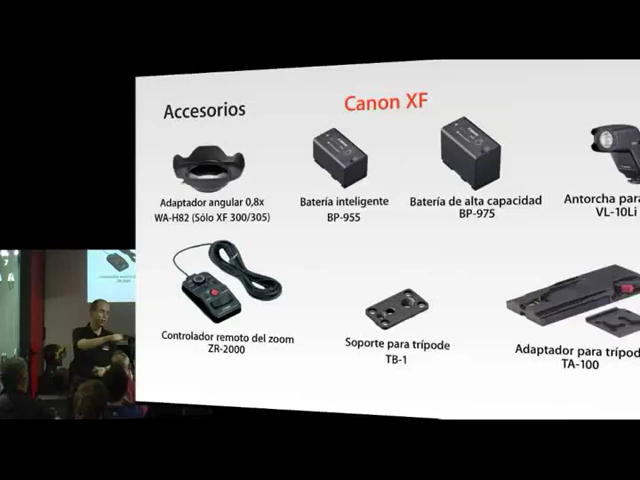 Accesorios
Canon XF
Adaptador angular 0,8x
WA-H82 (Sólo XF 300/305)
Batería inteligente
BP-955
Batería de alta capacidad
BP-975
Antorcha para
VL-10Li
Controlador remoto del zoom
ZR-2000
Soporte para trípode
TB-1
Adaptador para trípod
TA-100